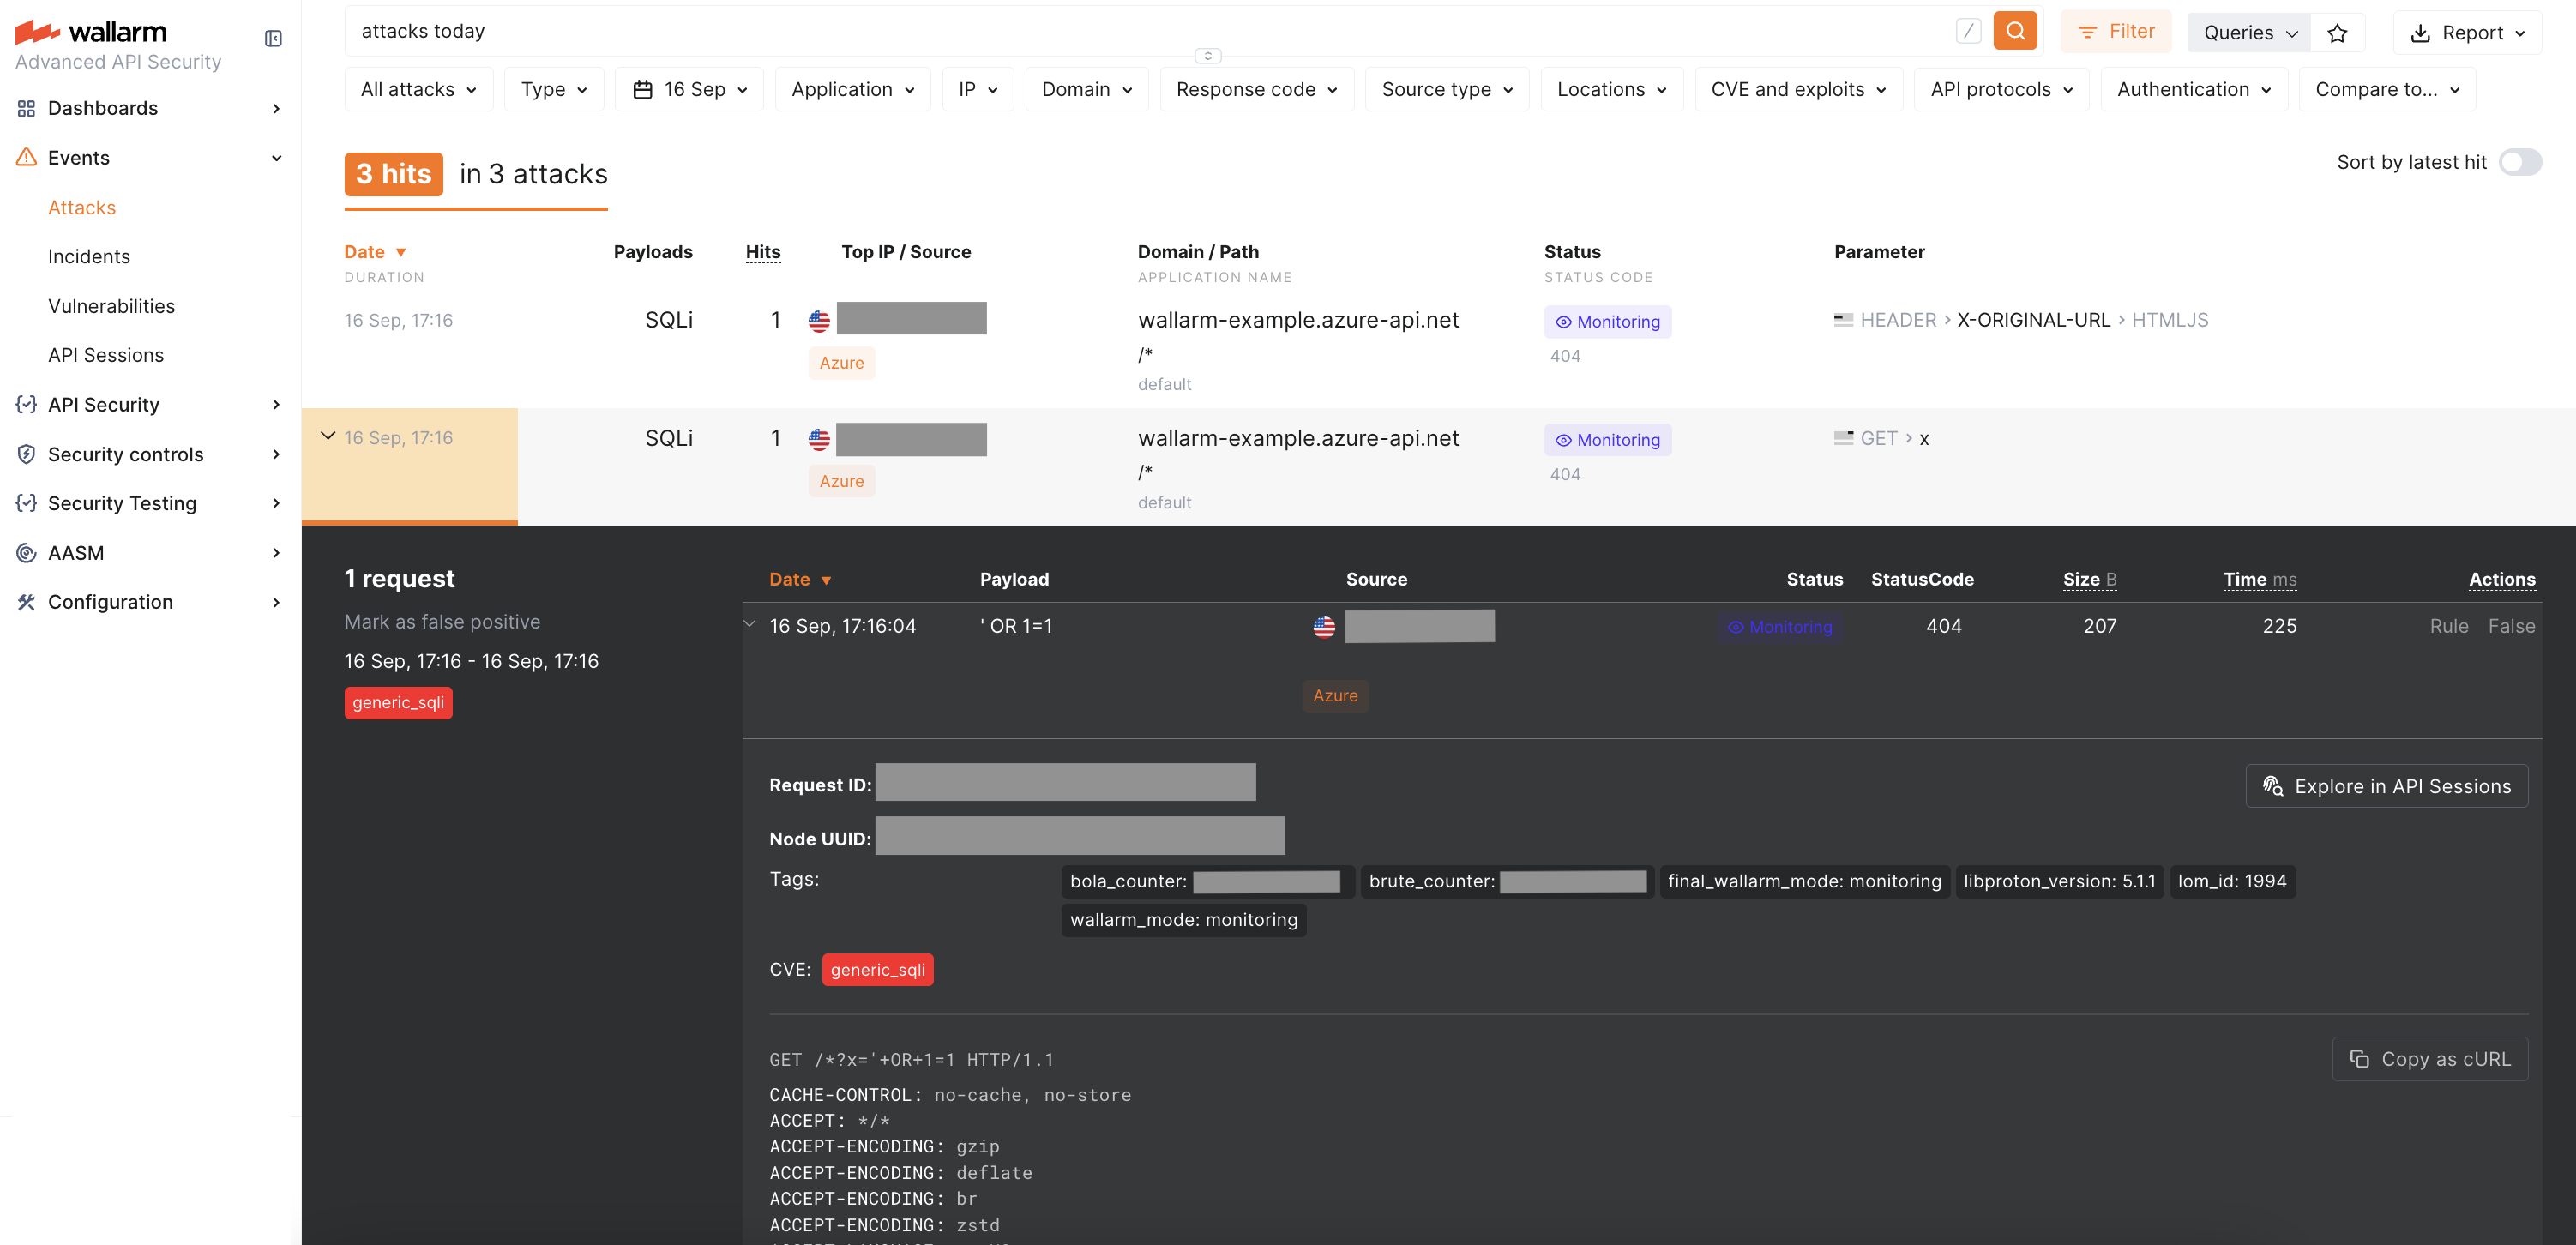 wallarm
Advanced API Security
Dashboards
Events
Attacks
Incidents
Vulnerabilities
API Sessions
API Security
Security controls
Security Testing
AASM
Configuration
attacks today
/
Filter
Queries
Report
All attacks
Type
16 Sep
Application
IP
Domain
Response code
Source type
Locations
CVE and exploits
API protocols
Authentication
Compare to...
3 hits in 3 attacks
Sort by latest hit
Date Payloads Hits Top IP / Source Domain / Path Status Parameter
DURATION APPLICATION NAME STATUS CODE
16 Sep, 17:16 SQLi 1 wallarm-example.azure-api.net Monitoring HEADER > X-ORIGINAL-URL > HTMLJS
Azure /* 404
default
16 Sep, 17:16 SQLi 1 wallarm-example.azure-api.net Monitoring GET > x
Azure /* 404
default
1 request
Mark as false positive
16 Sep, 17:16 - 16 Sep, 17:16
generic_sqli
Date Payload Source Status StatusCode Size B Time ms Actions
16 Sep, 17:16:04 ' OR 1=1 Monitoring 404 207 225 Rule False
Azure
Request ID:
Explore in API Sessions
Node UUID:
Tags: bola_counter: brute_counter: final_wallarm_mode: monitoring libproton_version: 5.1.1 lom_id: 1994
wallarm_mode: monitoring
CVE: generic_sqli
GET /*?x='+OR+1=1 HTTP/1.1
Copy as cURL
CACHE-CONTROL: no-cache, no-store
ACCEPT: */*
ACCEPT-ENCODING: gzip
ACCEPT-ENCODING: deflate
ACCEPT-ENCODING: br
ACCEPT-ENCODING: zstd